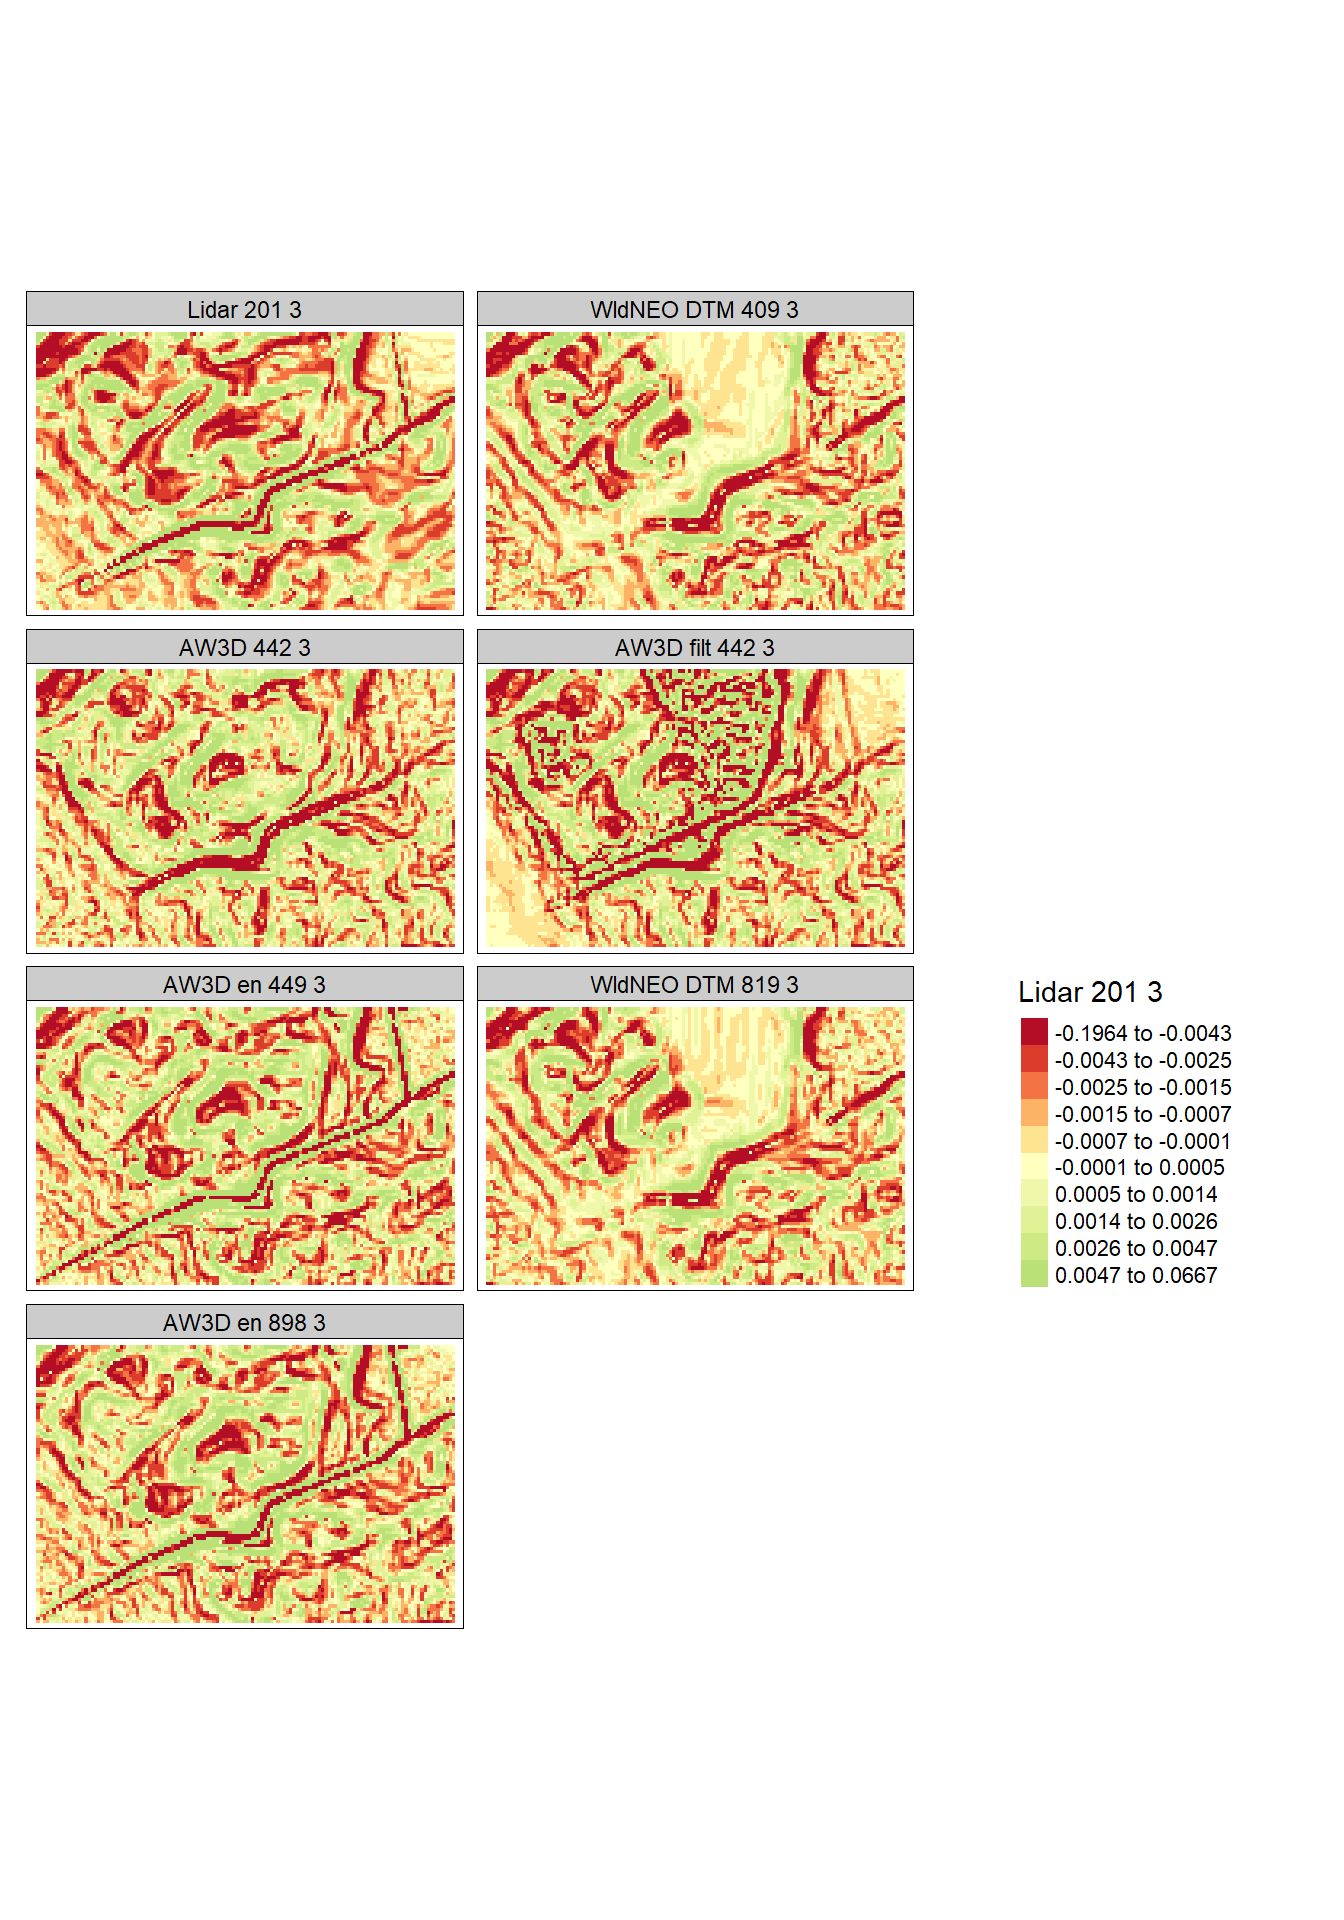 Lidar 201 3
WldNEO DTM 409 3
AW3D 442 3
AW3D filt 442 3
AW3D en 449 3
WldNEO DTM 819 3
AW3D en 898 3
Lidar 201 3
-0.1964 to -0.0043
-0.0043 to -0.0025
-0.0025 to -0.0015
-0.0015 to -0.0007
-0.0007 to -0.0001
-0.0001 to 0.0005
0.0005 to 0.0014
0.0014 to 0.0026
0.0026 to 0.0047
0.0047 to 0.0667